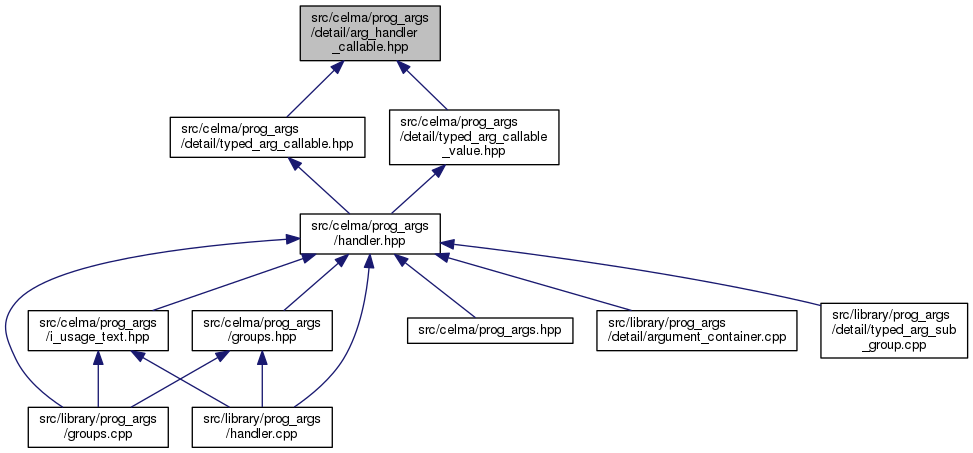 src/celma/prog_args
/detail/arg_handler
_callable.hpp
src/celma/prog_args
/detail/typed_arg_callable.hpp
src/celma/prog_args
/detail/typed_arg_callable
_value.hpp
src/celma/prog_args
/handler.hpp
src/celma/prog_args
/i_usage_text.hpp
src/celma/prog_args
/groups.hpp
src/celma/prog_args.hpp
src/library/prog_args
/detail/argument_container.cpp
src/library/prog_args
/detail/typed_arg_sub
_group.cpp
src/library/prog_args
/groups.cpp
src/library/prog_args
/handler.cpp